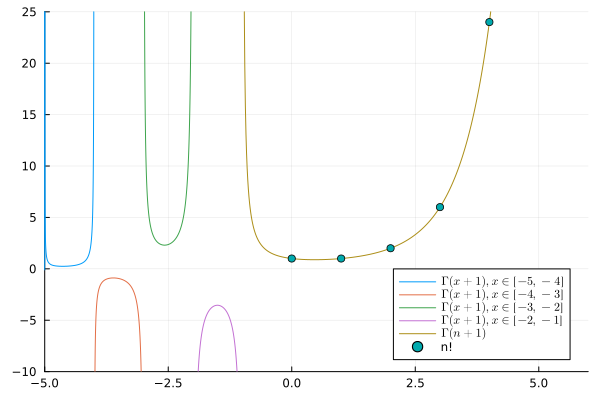 25
20
15
10
5
0
−5
−10
−5.0
−2.5
0.0
2.5
5.0
Γ(x + 1), x ∈ [−5, −4]
Γ(x + 1), x ∈ [−4, −3]
Γ(x + 1), x ∈ [−3, −2]
Γ(x + 1), x ∈ [−2, −1]
Γ(n + 1)
n!